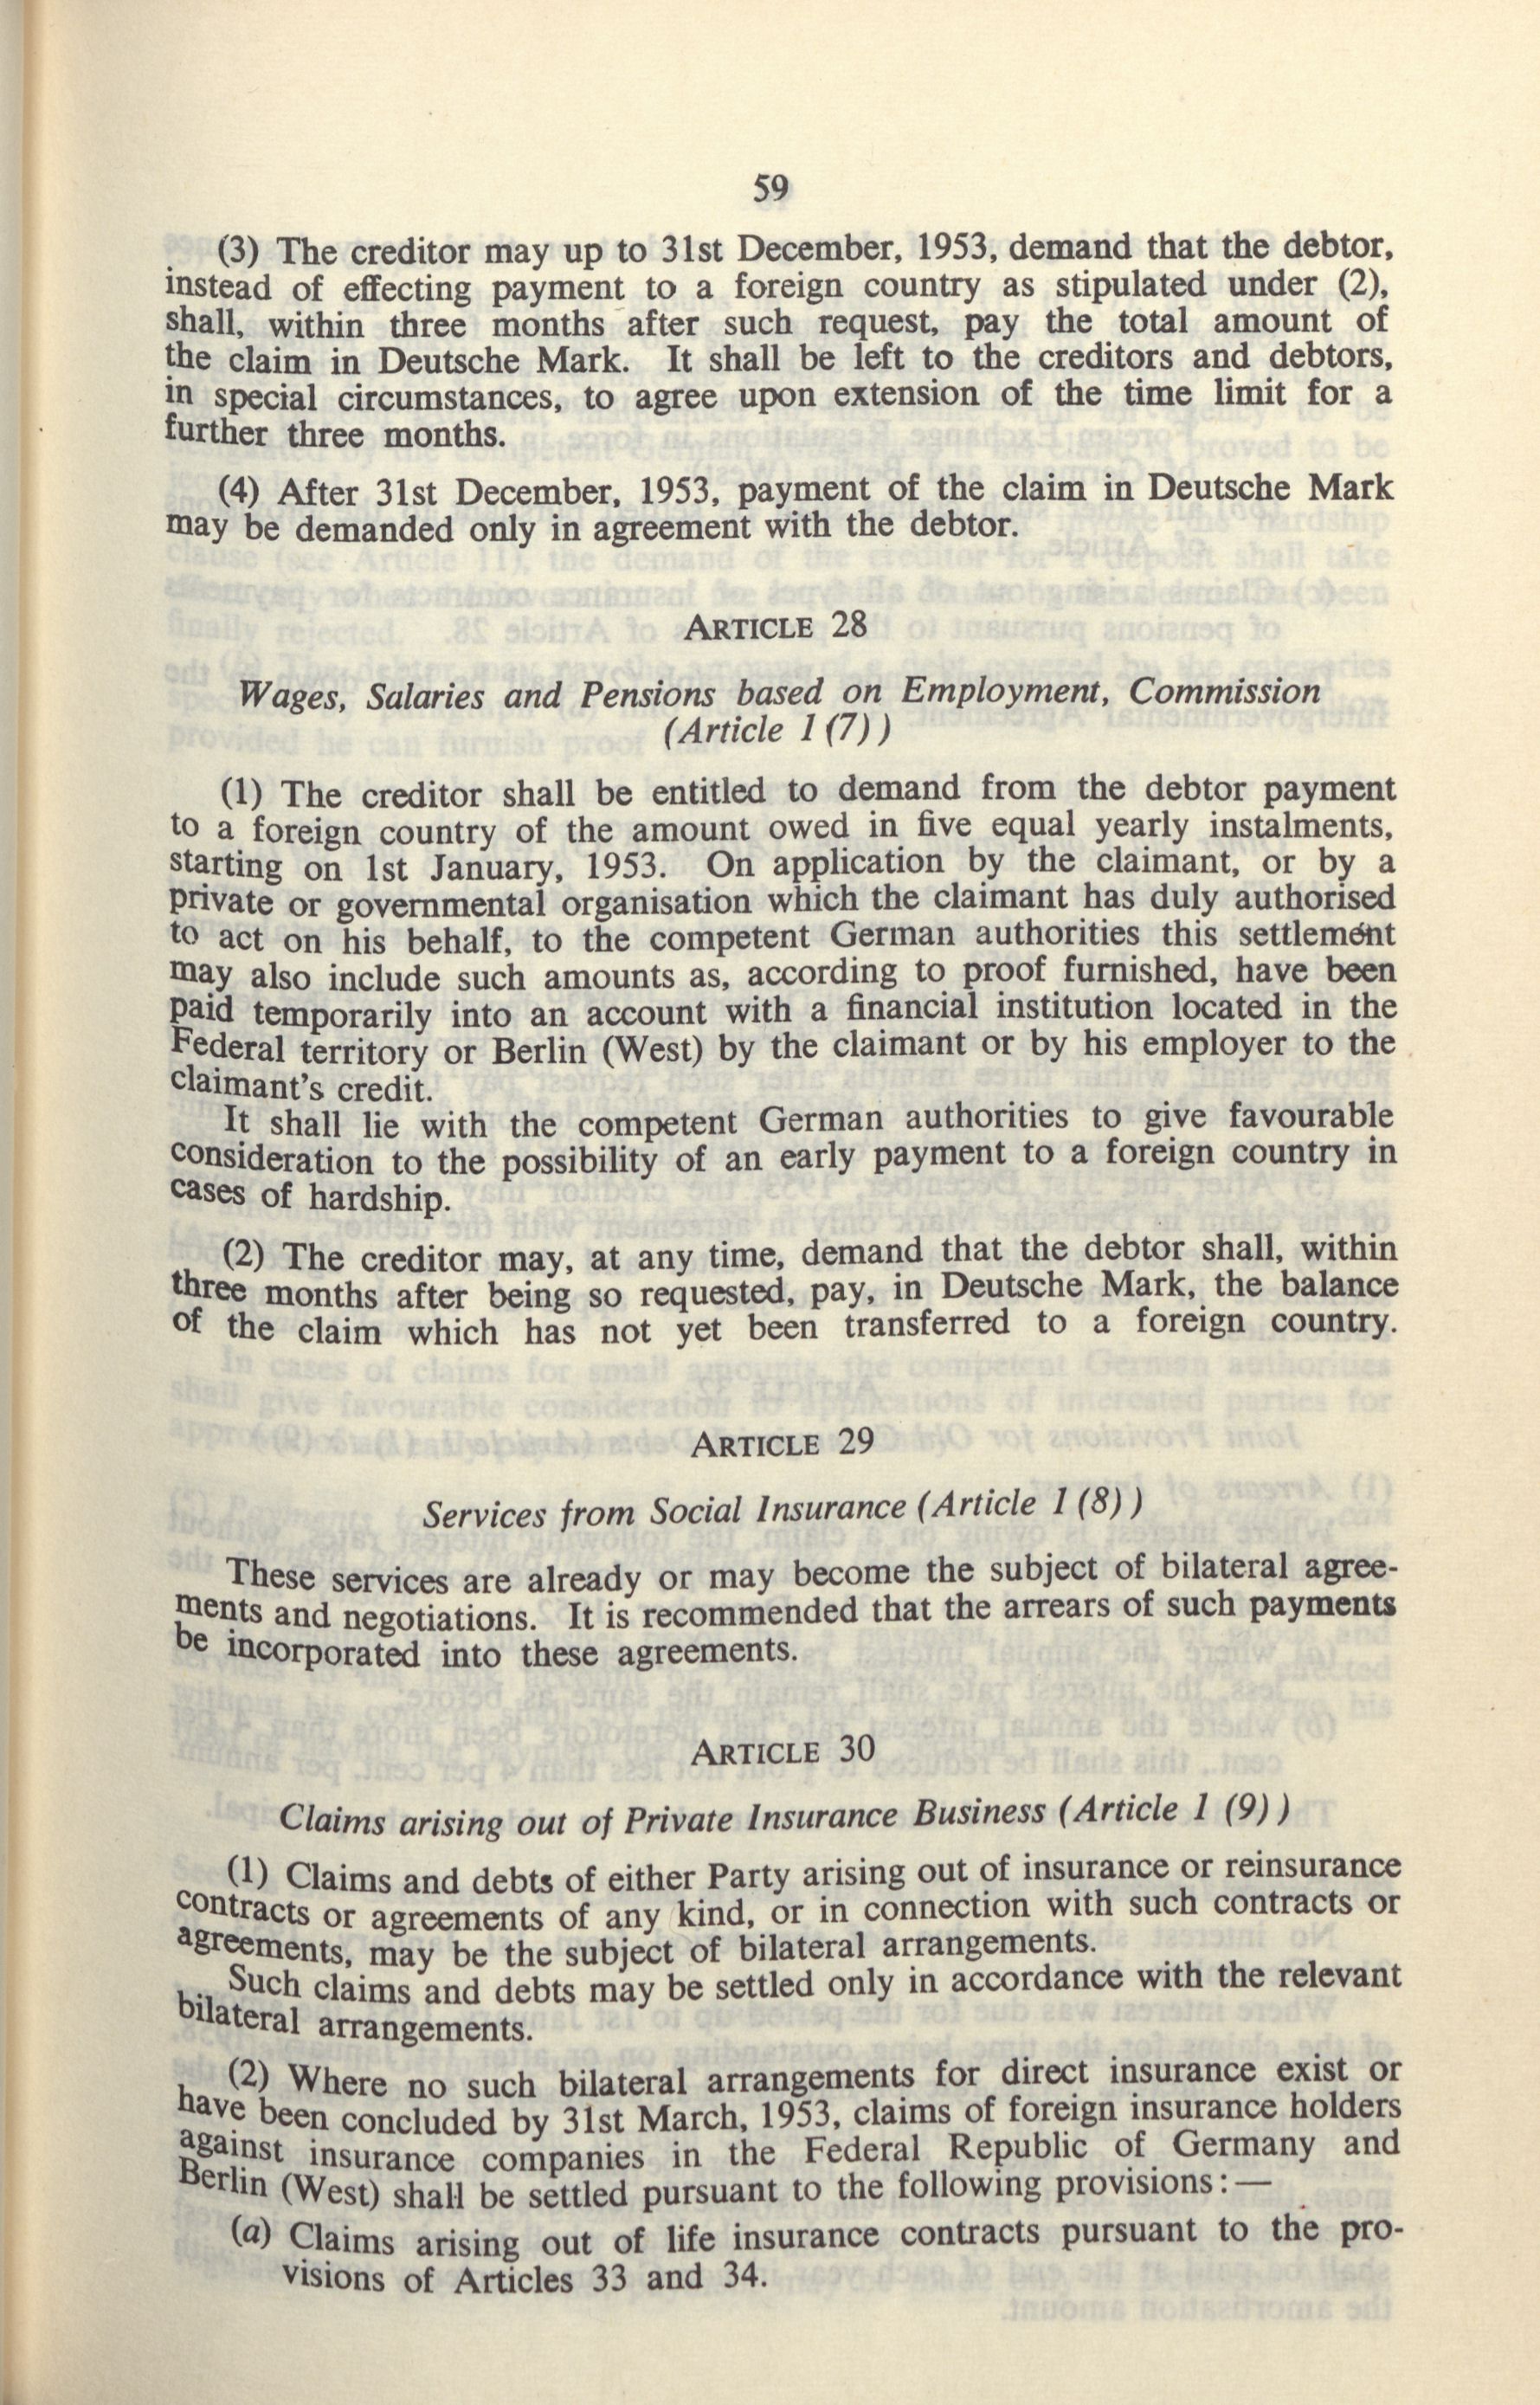 59
(3) The creditor may up to 31st December, 1953, demand that the debtor,
instead of effecting payment to a foreign country as stipulated under (2),
shall, within three months after such request, pay the total amount of
the claim in Deutsche Mark. It shall be left to the creditors and debtors,
in special circumstances, to agree upon extension of the time limit for a
further three months.
(4) After 31st December, 1953, payment of the claim in Deutsche Mark
may be demanded only in agreement with the debtor.
ARTICLE 28
Wages, Salaries and Pensions based on Employment, Commission
(Article 1 (7))
(1) The creditor shall be entitled to demand from the debtor payment
to a foreign country of the amount owed in five equal yearly instalments,
starting on 1st January, 1953. On application by the claimant, or by a
private or governmental organisation which the claimant has duly authorised
to act on his behalf, to the competent German authorities this settlement
may also include such amounts as, according to proof furnished, have been
paid temporarily into an account with a financial institution located in the
Federal territory or Berlin (West) by the claimant or by his employer to the
claimant's credit.
It shall lie with the competent German authorities to give favourable
consideration to the possibility of an early payment to a foreign country in
cases of hardship.
(2) The creditor may, at any time, demand that the debtor shall, within
three months after being so requested, pay, in Deutsche Mark, the balance
of the claim which has not yet been transferred to a foreign country.
ARTICLE 29
Services from Social Insurance (Article 1 (8))
These services are already or may become the subject of bilateral agree-
ments and negotiations. It is recommended that the arrears of such payments
be incorporated into these agreements.
ARTICLE 30
Claims arising out of Private Insurance Business (Article 1 (9))
(1) Claims and debts of either Party arising out of insurance or reinsurance
contracts or agreements of any kind, or in connection with such contracts or
agreements, may be the subject of bilateral arrangements.
Such claims and debts may be settled only in accordance with the relevant
bilateral arrangements.
(2) Where no such bilateral arrangements for direct insurance exist or
have been concluded by 31st March, 1953, claims of foreign insurance holders
against insurance companies in the Federal Republic of Germany and
Berlin (West) shall be settled pursuant to the following provisions:—
(a) Claims arising out of life insurance contracts pursuant to the pro-
visions of Articles 33 and 34.